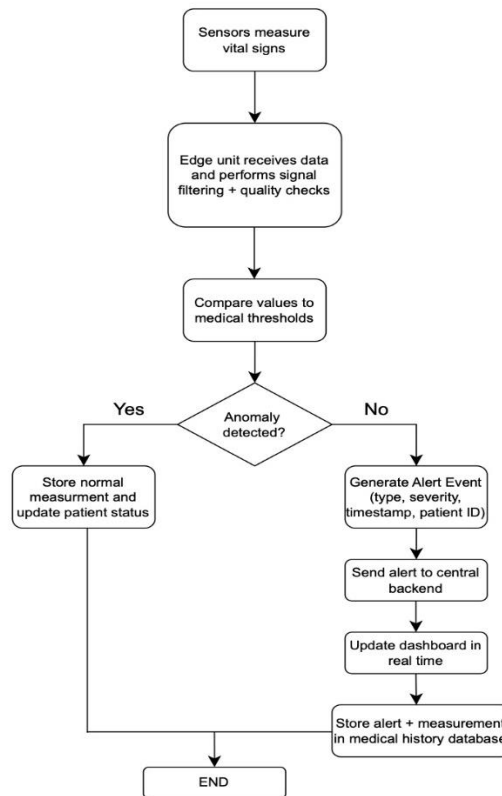 Sensors measure
vital signs
Edge unit receives data
and performs signal
filtering + quality checks
Compare values to
medical thresholds
Anomaly
detected?
Yes
No
Store normal
measurment and
update patient status
Generate Alert Event
(type, severity,
timestamp, patient ID)
Send alert to central
backend
Update dashboard in
real time
Store alert + measurement
in medical history database
END